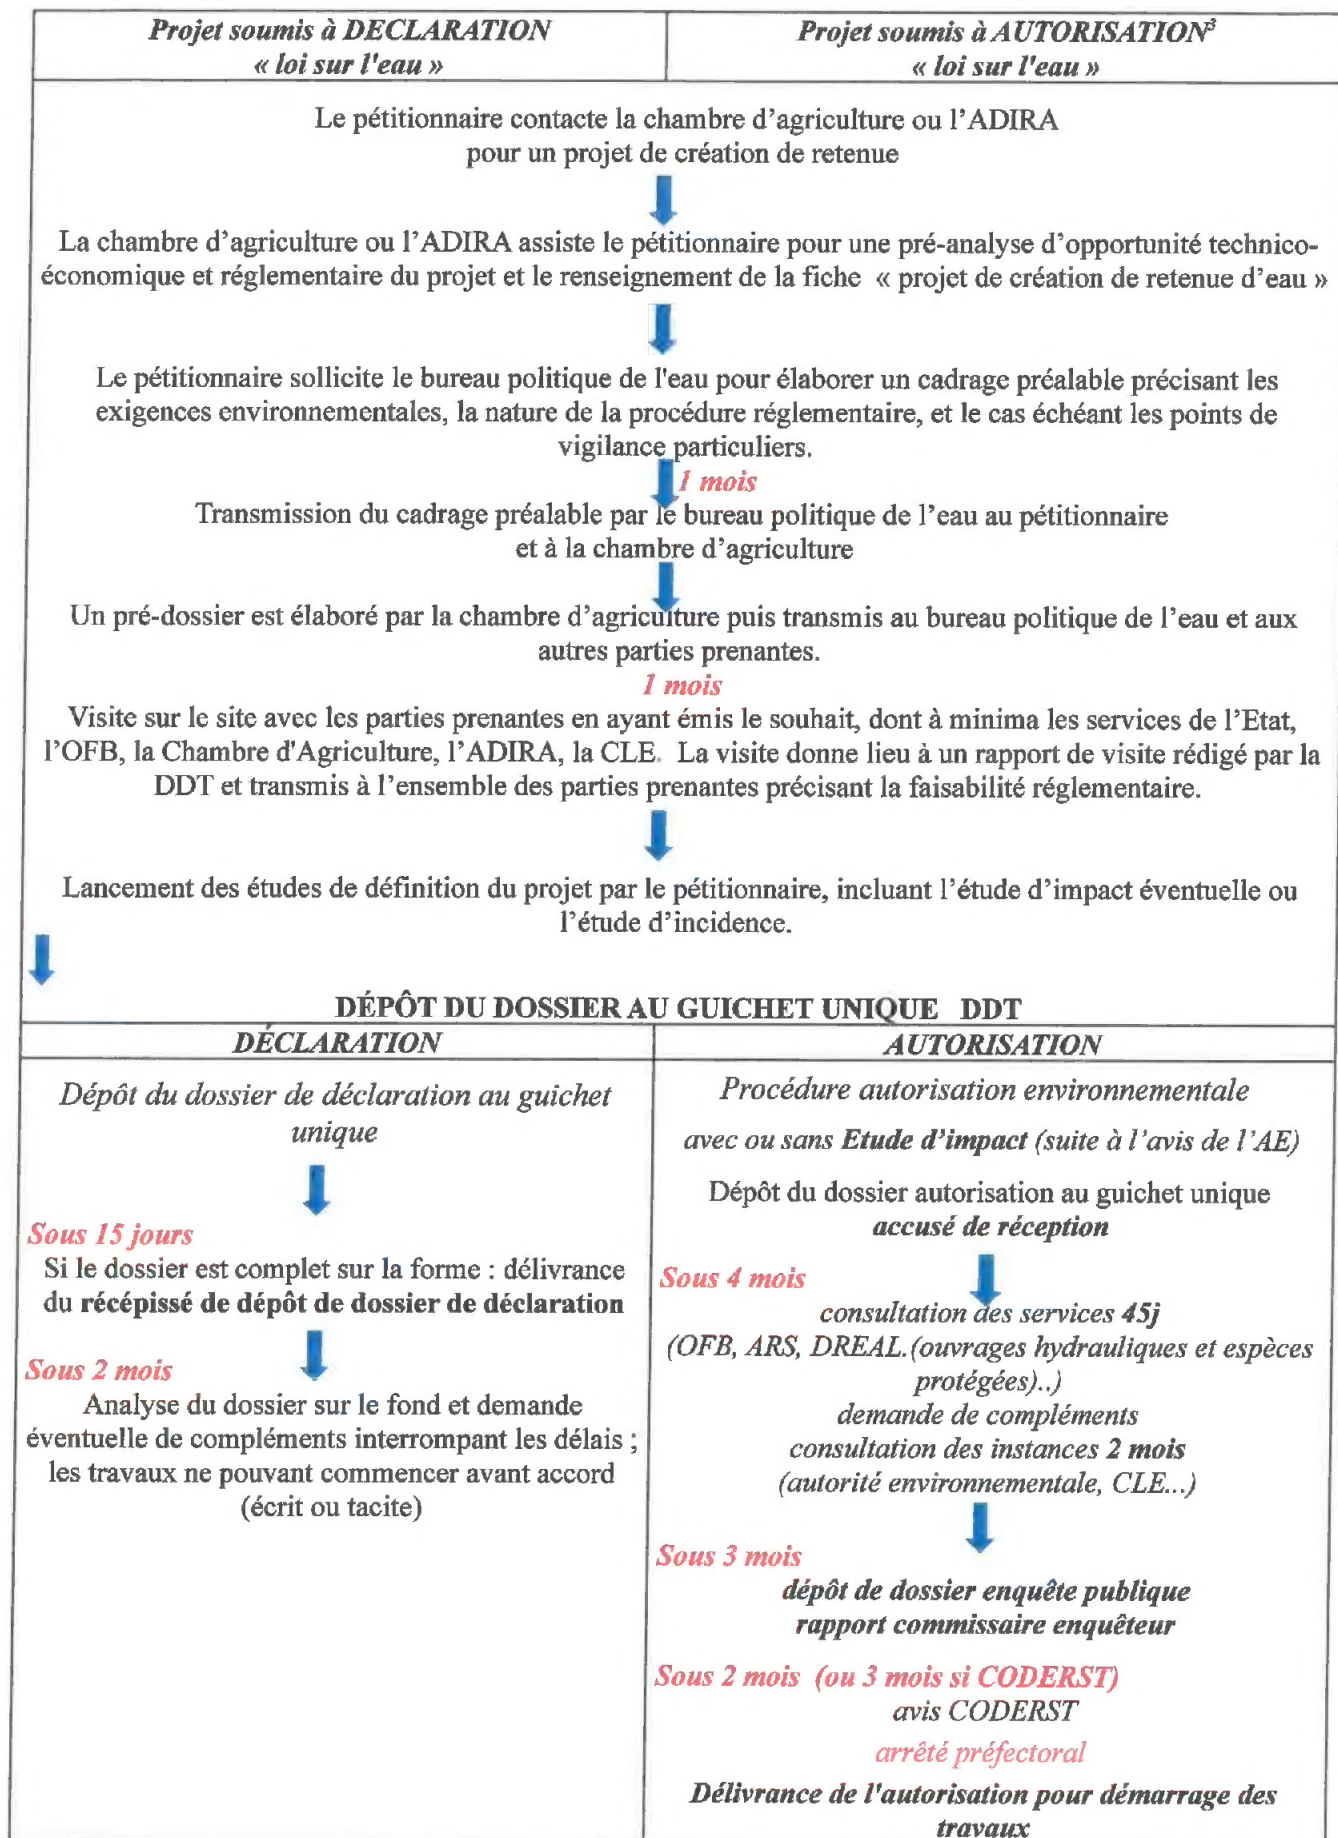 Projet soumis à DECLARATION
« loi sur l'eau »
Projet soumis à AUTORISATION³
« loi sur l'eau »
Le pétitionnaire contacte la chambre d’agriculture ou l’ADIRA
pour un projet de création de retenue
La chambre d’agriculture ou l’ADIRA assiste le pétitionnaire pour une pré-analyse d’opportunité technico-
économique et réglementaire du projet et le renseignement de la fiche « projet de création de retenue d’eau »
Le pétitionnaire sollicite le bureau politique de l'eau pour élaborer un cadrage préalable précisant les
exigences environnementales, la nature de la procédure réglementaire, et le cas échéant les points de
vigilance particuliers.
1 mois
Transmission du cadrage préalable par le bureau politique de l’eau au pétitionnaire
et à la chambre d’agriculture
Un pré-dossier est élaboré par la chambre d’agriculture puis transmis au bureau politique de l’eau et aux
autres parties prenantes.
1 mois
Visite sur le site avec les parties prenantes en ayant émis le souhait, dont à minima les services de l’Etat,
l’OFB, la Chambre d'Agriculture, l’ADIRA, la CLE. La visite donne lieu à un rapport de visite rédigé par la
DDT et transmis à l’ensemble des parties prenantes précisant la faisabilité réglementaire.
Lancement des études de définition du projet par le pétitionnaire, incluant l’étude d’impact éventuelle ou
l’étude d’incidence.
DÉPÔT DU DOSSIER AU GUICHET UNIQUE DDT
DÉCLARATION
Dépôt du dossier de déclaration au guichet
unique
Sous 15 jours
Si le dossier est complet sur la forme : délivrance
du récépissé de dépôt de dossier de déclaration
Sous 2 mois
Analyse du dossier sur le fond et demande
éventuelle de compléments interrompant les délais ;
les travaux ne pouvant commencer avant accord
(écrit ou tacite)
AUTORISATION
Procédure autorisation environnementale
avec ou sans Etude d’impact (suite à l’avis de l’AE)
Dépôt du dossier autorisation au guichet unique
accusé de réception
Sous 4 mois
consultation des services 45j
(OFB, ARS, DREAL.(ouvrages hydrauliques et espèces
protégées)..)
demande de compléments
consultation des instances 2 mois
(autorité environnementale, CLE...)
Sous 3 mois
dépôt de dossier enquête publique
rapport commissaire enquêteur
Sous 2 mois (ou 3 mois si CODERST)
avis CODERST
arrêté préfectoral
Délivrance de l'autorisation pour démarrage des
travaux